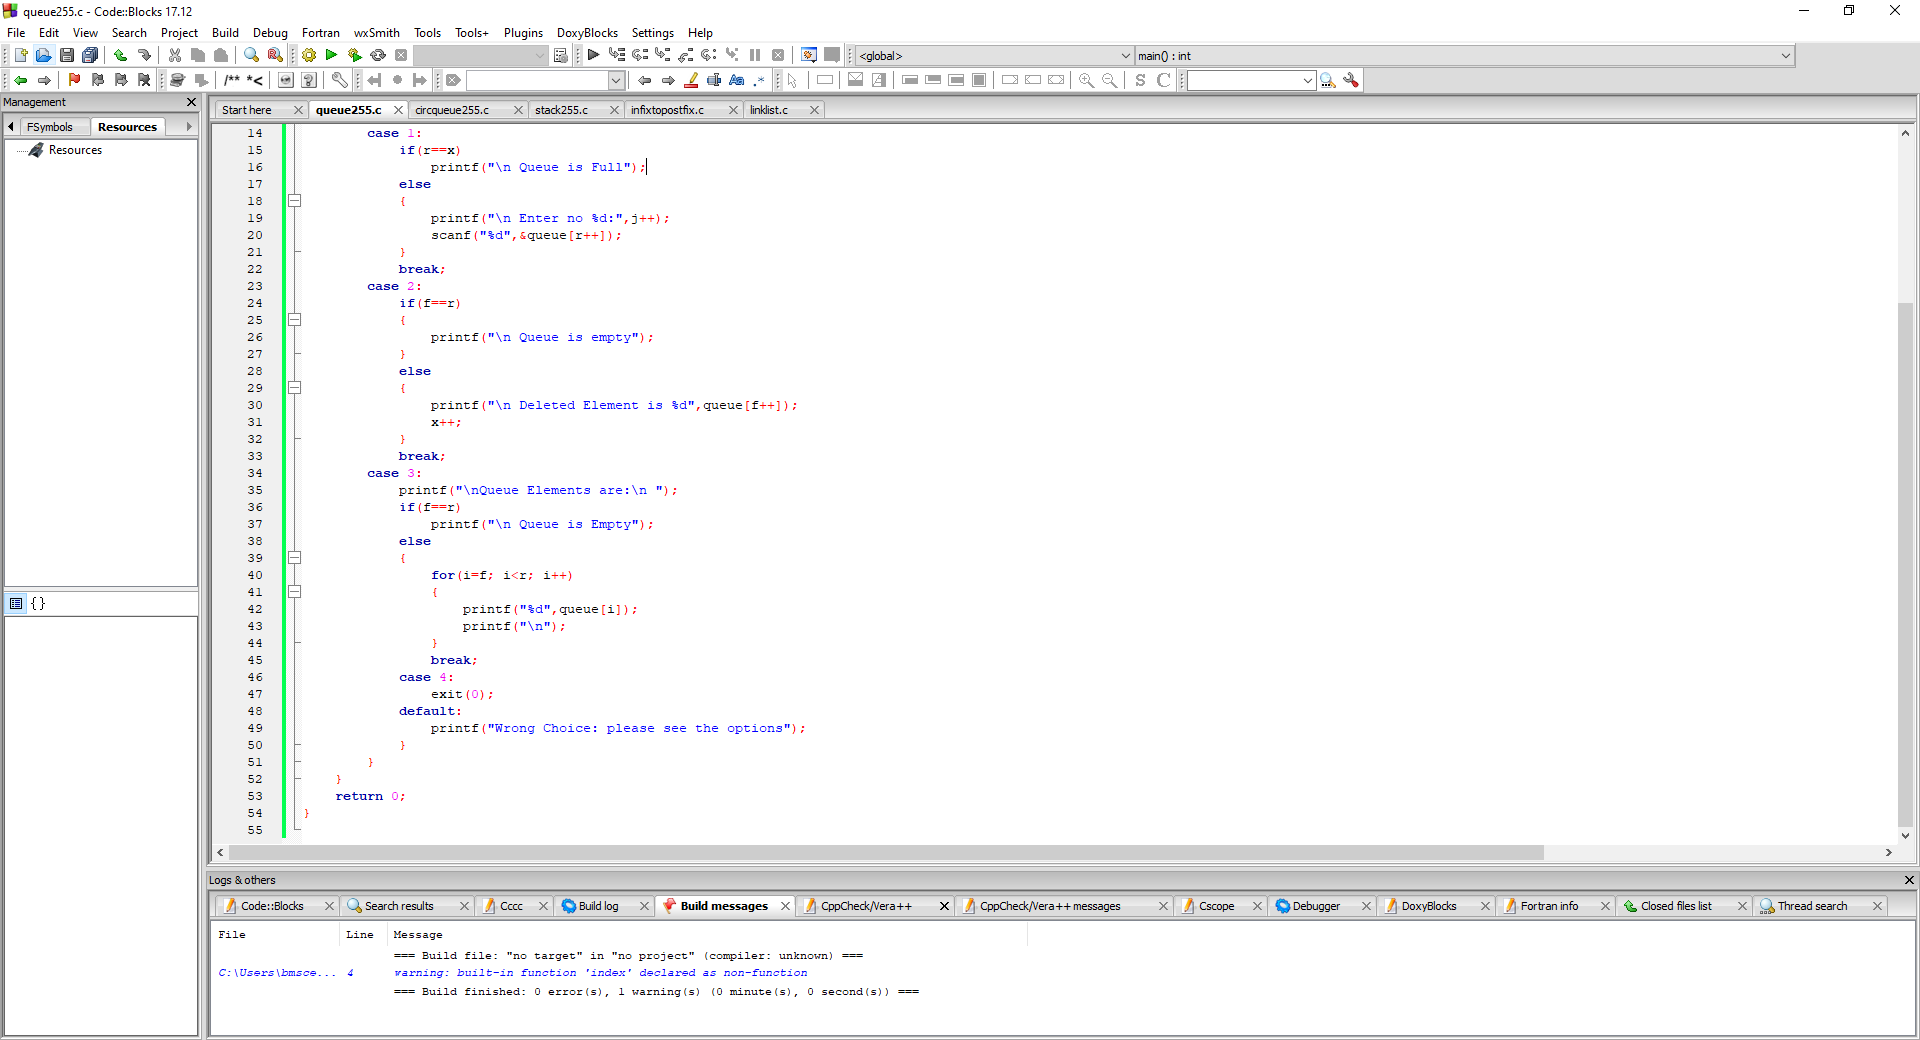 queue255.c - Code::Blocks 17.12
File Edit View Search Project Build Debug Fortran wxSmith Tools Tools+ Plugins DoxyBlocks Settings Help
<global> main() : int
/** *< Aa .* S C
Management
Start here queue255.c circqueue255.c stack255.c infixtopostfix.c linklist.c
FSymbols Resources
Resources
14 case 1:
15 if(r==x)
16 printf("\n Queue is Full");
17 else
18 {
19 printf("\n Enter no %d:",j++);
20 scanf("%d",&queue[r++]);
21 }
22 break;
23 case 2:
24 if(f==r)
25 {
26 printf("\n Queue is empty");
27 }
28 else
29 {
30 printf("\n Deleted Element is %d",queue[f++]);
31 x++;
32 }
33 break;
34 case 3:
35 printf("\nQueue Elements are:\n ");
36 if(f==r)
37 printf("\n Queue is Empty");
38 else
39 {
40 for(i=f; i<r; i++)
41 {
42 printf("%d",queue[i]);
43 printf("\n");
44 }
45 break;
46 case 4:
47 exit(0);
48 default:
49 printf("Wrong Choice: please see the options");
50 }
51 }
52 }
53 return 0;
54 }
55
{}
Logs & others
Code::Blocks Search results Cccc Build log Build messages CppCheck/Vera++ CppCheck/Vera++ messages Cscope Debugger DoxyBlocks Fortran info Closed files list Thread search
File Line Message
=== Build file: "no target" in "no project" (compiler: unknown) ===
C:\Users\bmsce... 4 warning: built-in function 'index' declared as non-function
=== Build finished: 0 error(s), 1 warning(s) (0 minute(s), 0 second(s)) ===